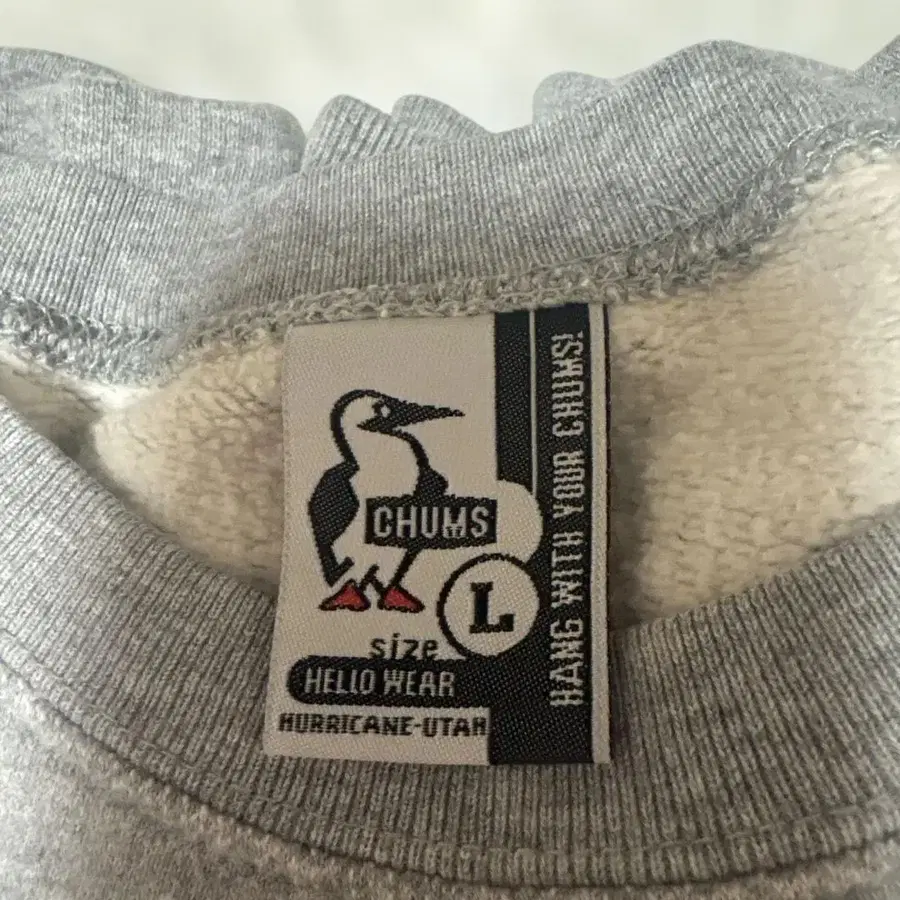 CHUMS
L
size
HELLO WEAR
HURRICANE-UTAH
HANG WITH YOUR CHUMS!